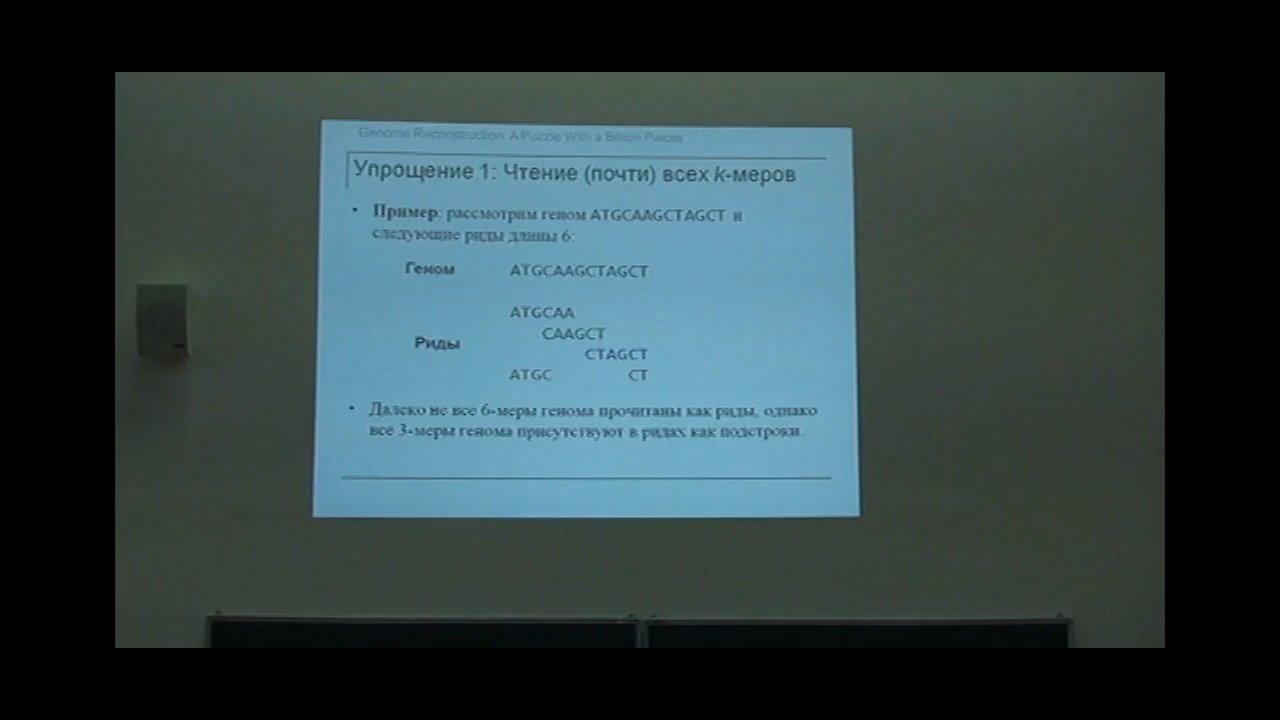 Genome Reconstruction: A Puzzle With a Billion Pieces
Упрощение 1: Чтение (почти) всех k-меров
• Пример: рассмотрим геном ATGCAAGCTAGCT и
следующие риды длины 6:
Геном ATGCAAGCTAGCT
ATGCAA
CAAGCT
Риды
CTAGCT
ATGC CT
• Далеко не все 6-меры генома прочитаны как риды, однако
все 3-меры генома присутствуют в ридах как подстроки.